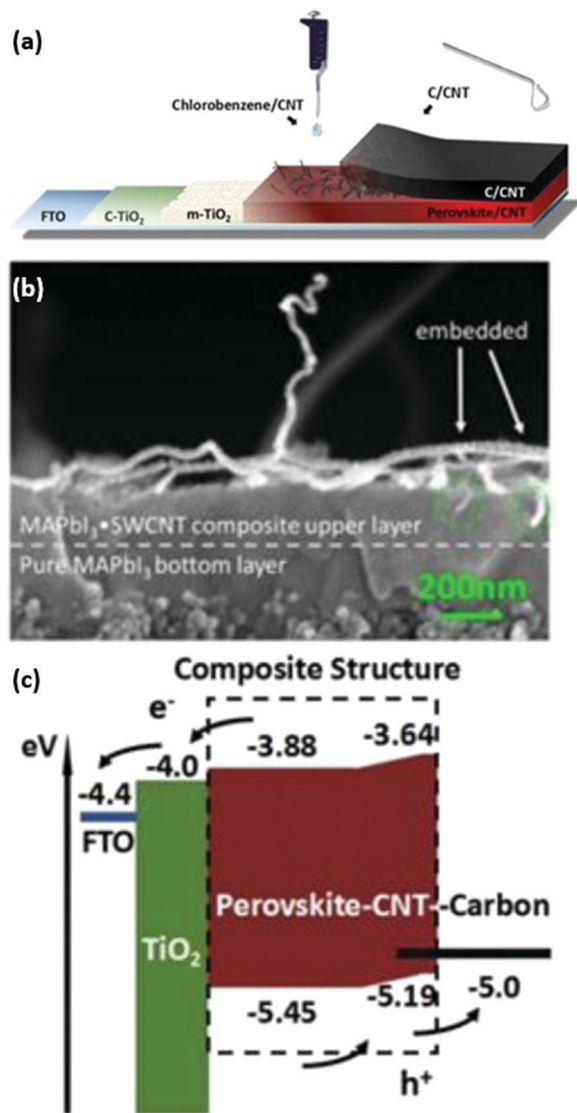 (a)
Chlorobenzene/CNT
C/CNT
C/CNT
FTO
C-TiO₂
m-TiO₂
Perovskite/CNT
(b)
embedded
MAPbI₃•SWCNT composite upper layer
Pure MAPbI₃ bottom layer
200nm
(c)
Composite Structure
e⁻
eV
-3.88
-3.64
-4.0
-4.4
FTO
Perovskite-CNT--Carbon
TiO₂
-5.45
-5.19
-5.0
h⁺